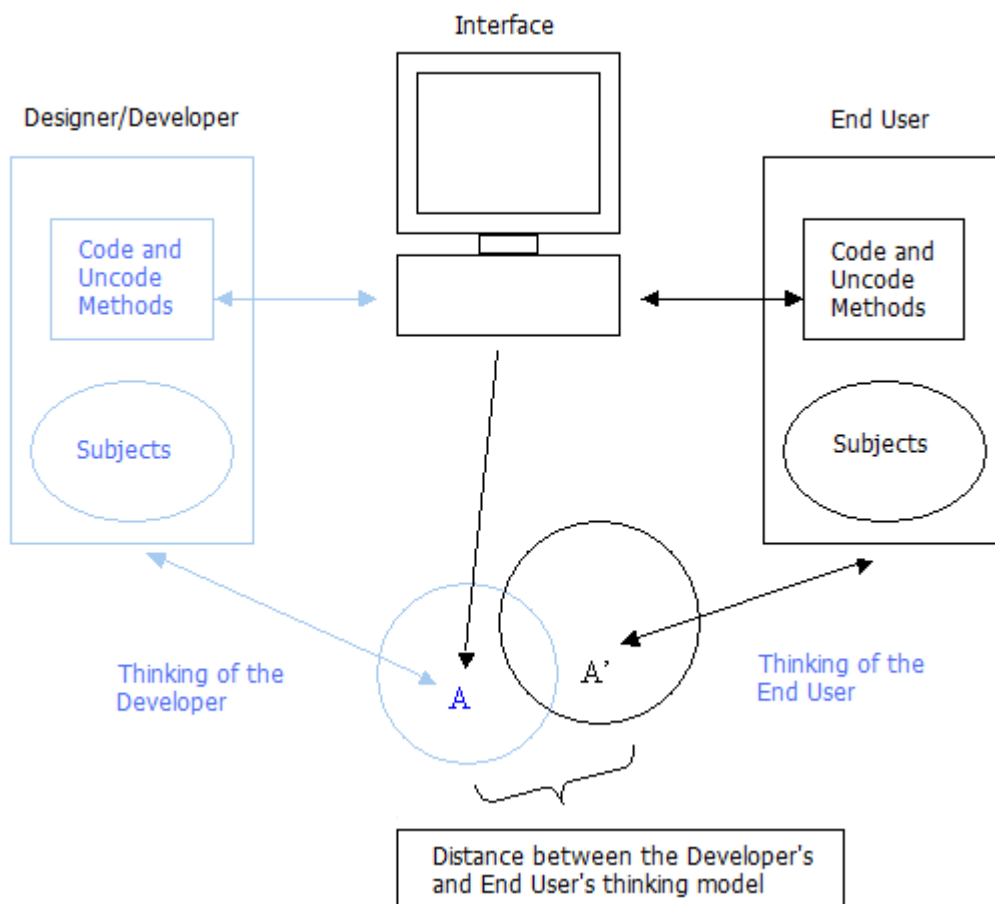 Interface
Designer/Developer
End User
Code and
Uncode
Methods
Code and
Uncode
Methods
Subjects
Subjects
Thinking of the
Developer
A
A’
Thinking of the
End User
Distance between the Developer's
and End User's thinking model